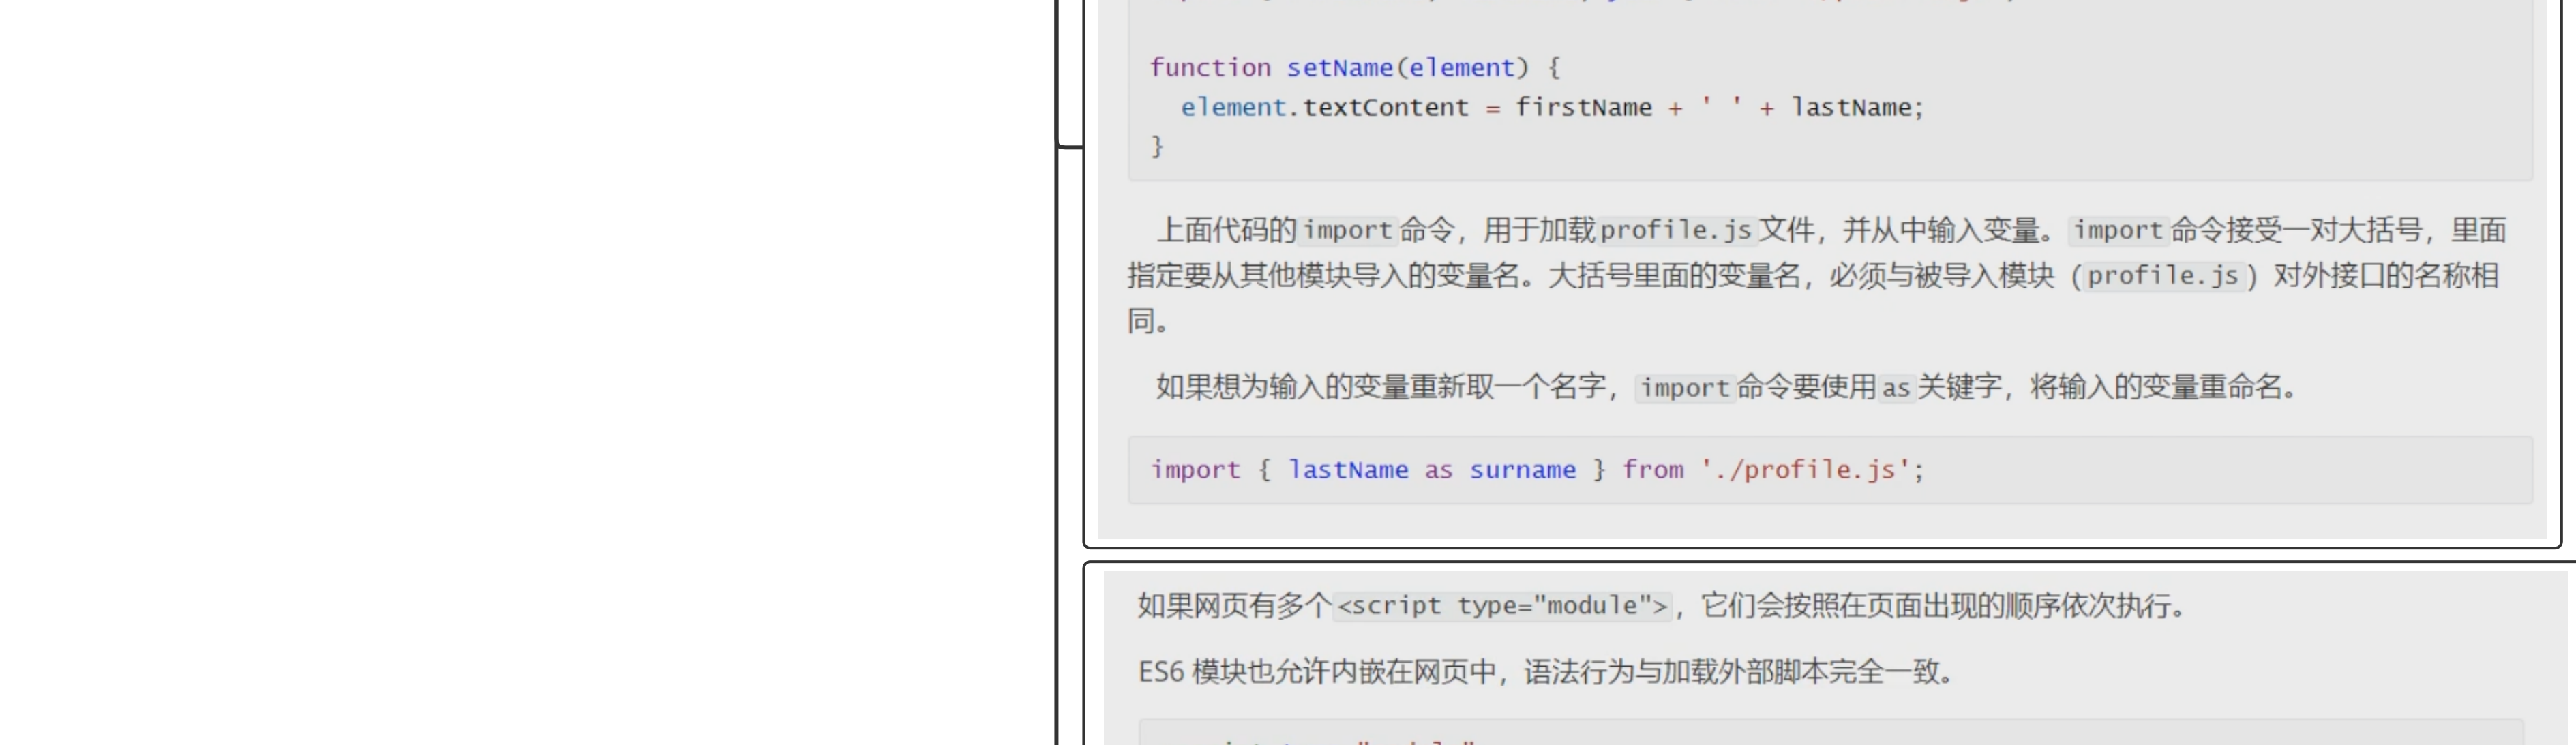 function setName(element) {
  element.textContent = firstName + ' ' + lastName;
}
上面代码的import命令，用于加载profile.js文件，并从中输入变量。import命令接受一对大括号，里面
指定要从其他模块导入的变量名。大括号里面的变量名，必须与被导入模块（profile.js）对外接口的名称相
同。
如果想为输入的变量重新取一个名字，import命令要使用as关键字，将输入的变量重命名。
import { lastName as surname } from './profile.js';
如果网页有多个<script type="module">，它们会按照在页面出现的顺序依次执行。
ES6 模块也允许内嵌在网页中，语法行为与加载外部脚本完全一致。